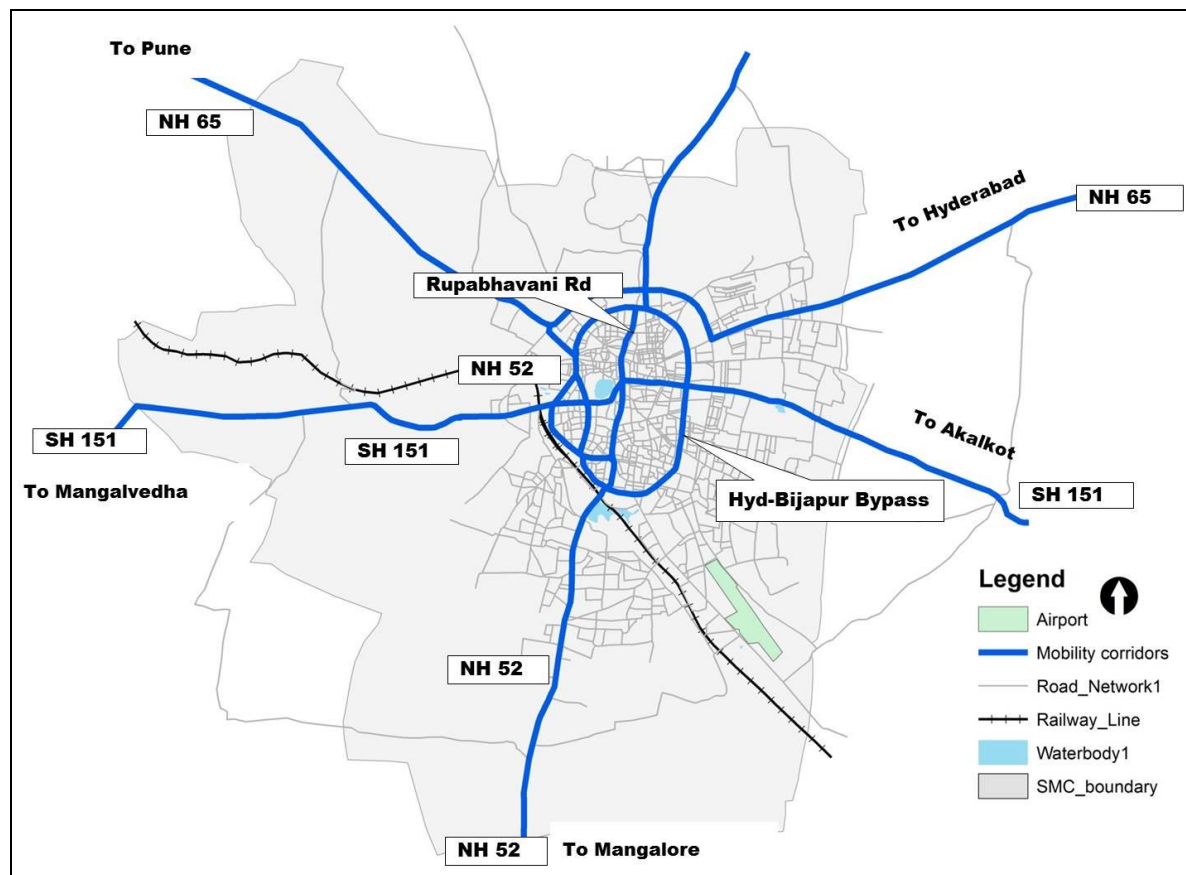 To Pune
NH 65
To Hyderabad
NH 65
Rupabhavani Rd
NH 52
SH 151
SH 151
To Mangalvedha
To Akalkot
SH 151
Hyd-Bijapur Bypass
NH 52
NH 52
To Mangalore
Legend
Airport
Mobility corridors
Road_Network1
Railway_Line
Waterbody1
SMC_boundary